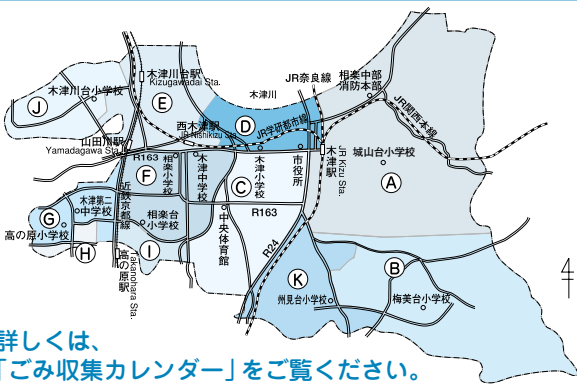 木津川台駅
Kizugawadai Sta.
木津川
JR奈良線
相楽中部
消防本部
木津川台小学校
J
E
D
西木津駅
JR Nishikizu Sta.
JR学研都市線
JR関西本線
山田川駅
Yamadagawa Sta.
R163
相楽小学校
木津中学校
木津小学校
市役所
木津駅
JR Kizu Sta.
城山台小学校
A
F
C
近鉄京都線
木津第二
中学校
相楽台
小学校
R163
G
高の原小学校
H
I
高の原駅
Takanohara Sta.
中央体育館
R24
K
州見台小学校
B
梅美台小学校
4
詳しくは、
「ごみ収集カレンダー」をご覧ください。